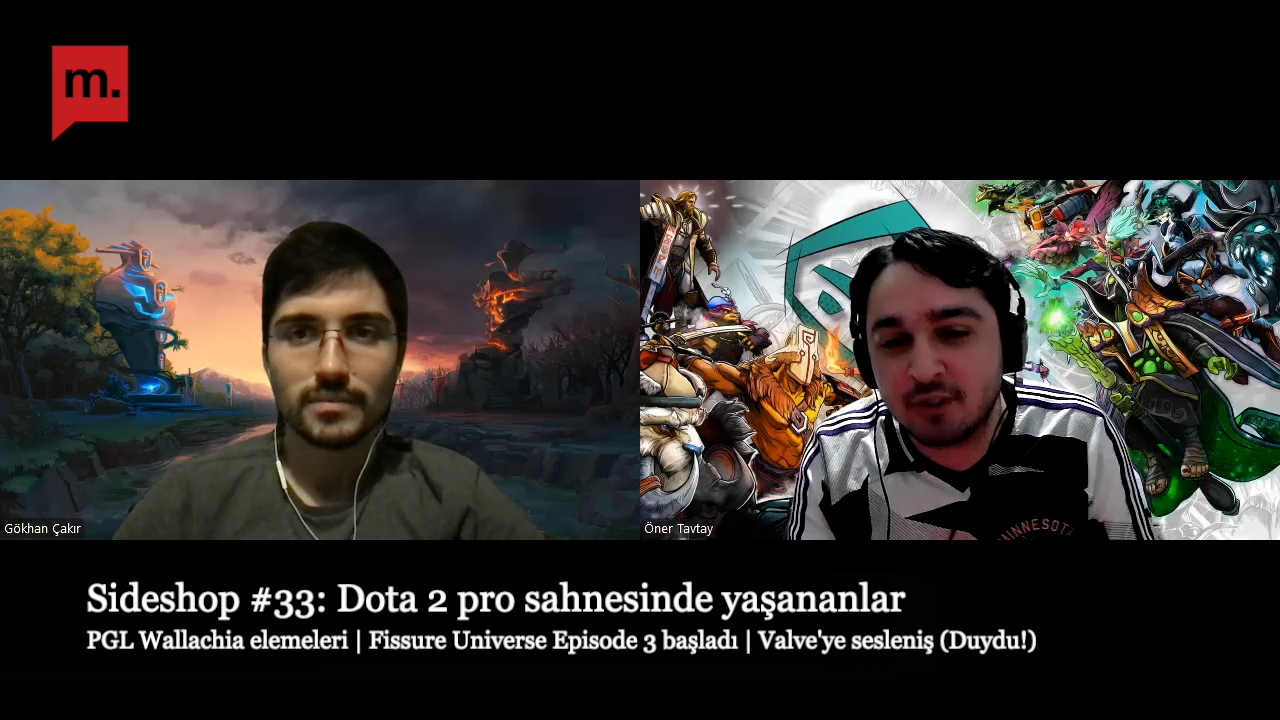 m.
Gökhan Çakır
Öner Tavtay
Sideshop #33: Dota 2 pro sahnesinde yaşananlar
PGL Wallachia elemeleri | Fissure Universe Episode 3 başladı | Valve'ye sesleniş (Duydu!)